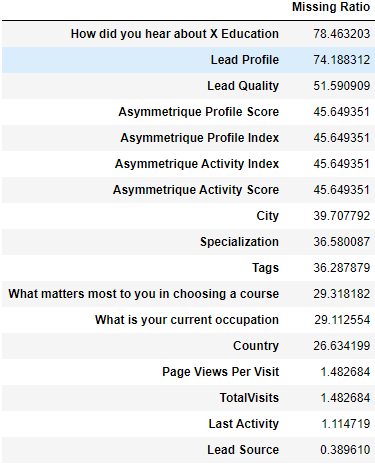 Missing Ratio
How did you hear about X Education 78.463203
Lead Profile 74.188312
Lead Quality 51.590909
Asymmetrique Profile Score 45.649351
Asymmetrique Profile Index 45.649351
Asymmetrique Activity Index 45.649351
Asymmetrique Activity Score 45.649351
City 39.707792
Specialization 36.580087
Tags 36.287879
What matters most to you in choosing a course 29.318182
What is your current occupation 29.112554
Country 26.634199
Page Views Per Visit 1.482684
TotalVisits 1.482684
Last Activity 1.114719
Lead Source 0.389610